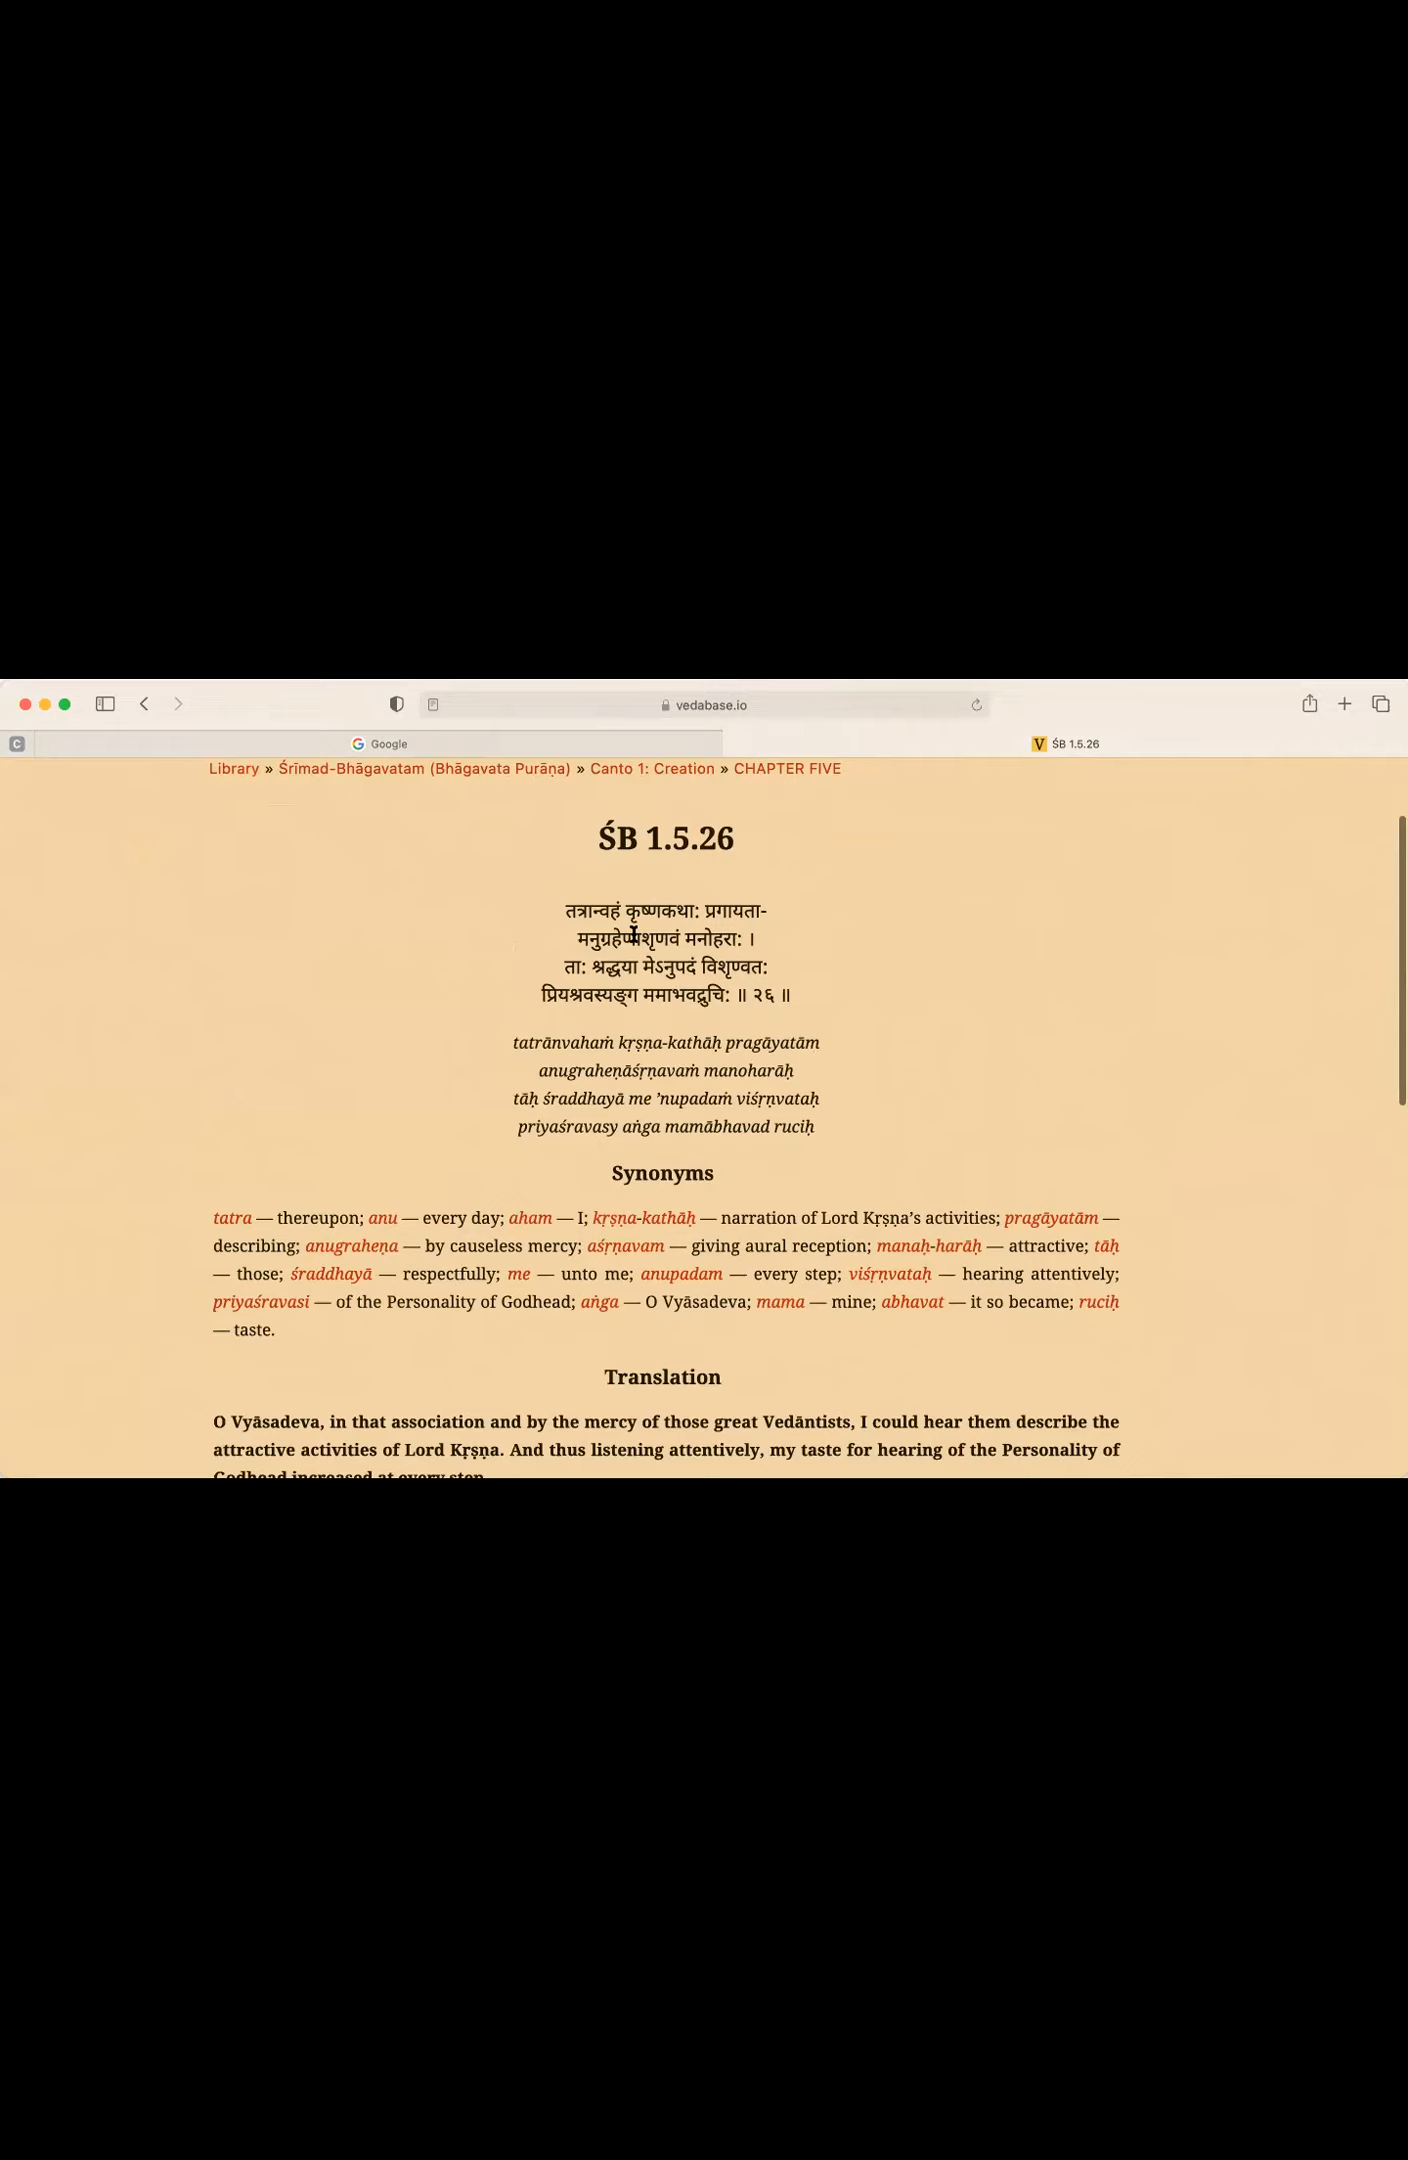 vedabase.io
C
Google
V ŚB 1.5.26
Library » Śrīmad-Bhāgavatam (Bhāgavata Purāṇa) » Canto 1: Creation » CHAPTER FIVE
ŚB 1.5.26
तत्रान्वहं कृष्णकथा: प्रगायता-
मनुग्रहेणाश‍ृणवं मनोहरा: ।
ता: श्रद्धया मेऽनुपदं विश‍ृण्वत:
प्रियश्रवस्यङ्ग ममाभवद्रुचि: ॥ २६ ॥
tatrānvahaṁ kṛṣṇa-kathāḥ pragāyatām
anugraheṇāśṛṇavaṁ manoharāḥ
tāḥ śraddhayā me ’nupadaṁ viśṛṇvataḥ
priyaśravasy aṅga mamābhavad ruciḥ
Synonyms
tatra — thereupon; anu — every day; aham — I; kṛṣṇa-kathāḥ — narration of Lord Kṛṣṇa’s activities; pragāyatām —
describing; anugraheṇa — by causeless mercy; aśṛṇavam — giving aural reception; manaḥ-harāḥ — attractive; tāḥ
— those; śraddhayā — respectfully; me — unto me; anupadam — every step; viśṛṇvataḥ — hearing attentively;
priyaśravasi — of the Personality of Godhead; aṅga — O Vyāsadeva; mama — mine; abhavat — it so became; ruciḥ
— taste.
Translation
O Vyāsadeva, in that association and by the mercy of those great Vedāntists, I could hear them describe the
attractive activities of Lord Kṛṣṇa. And thus listening attentively, my taste for hearing of the Personality of
Godhead increased at every step.